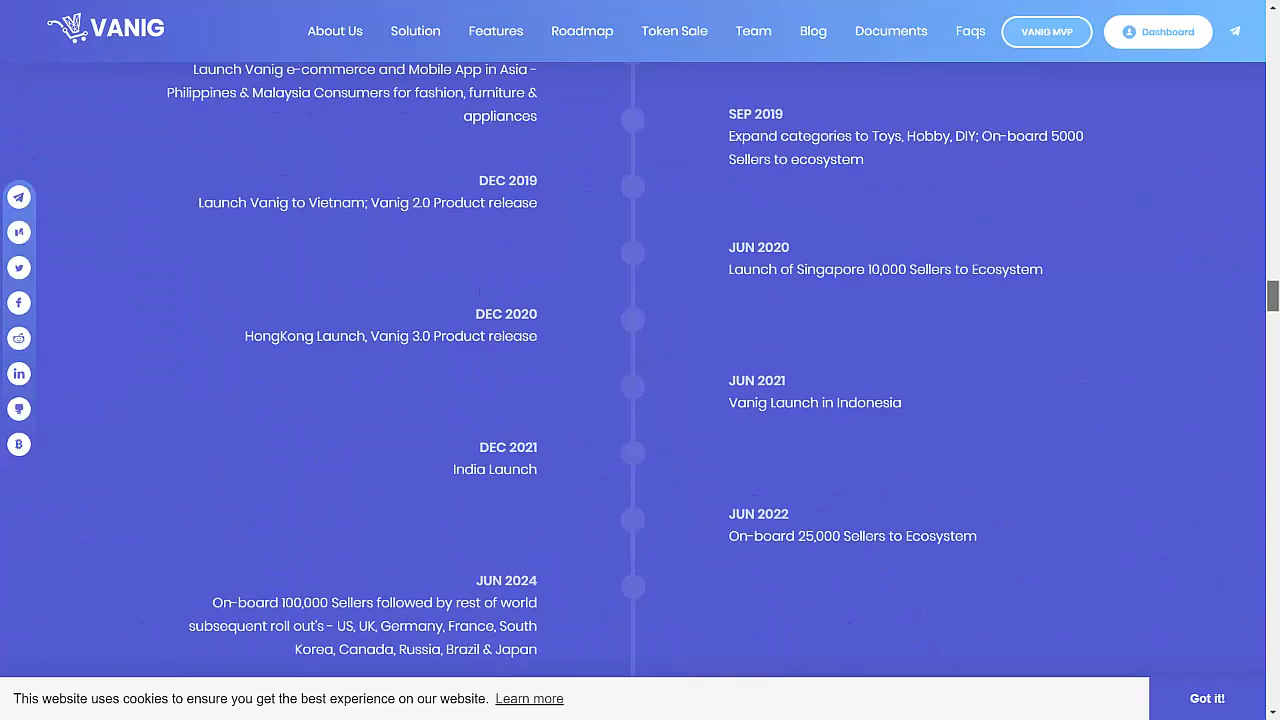 VANIG
About Us
Solution
Features
Roadmap
Token Sale
Team
Blog
Documents
Faqs
VANIG MVP
Dashboard
Launch Vanig e-commerce and Mobile App in Asia -
Philippines & Malaysia Consumers for fashion, furniture &
appliances
SEP 2019
Expand categories to Toys, Hobby, DIY; On-board 5000
Sellers to ecosystem
DEC 2019
Launch Vanig to Vietnam; Vanig 2.0 Product release
JUN 2020
Launch of Singapore 10,000 Sellers to Ecosystem
DEC 2020
HongKong Launch, Vanig 3.0 Product release
JUN 2021
Vanig Launch in Indonesia
DEC 2021
India Launch
JUN 2022
On-board 25,000 Sellers to Ecosystem
JUN 2024
On-board 100,000 Sellers followed by rest of world
subsequent roll out's - US, UK, Germany, France, South
Korea, Canada, Russia, Brazil & Japan
This website uses cookies to ensure you get the best experience on our website. Learn more
Got it!